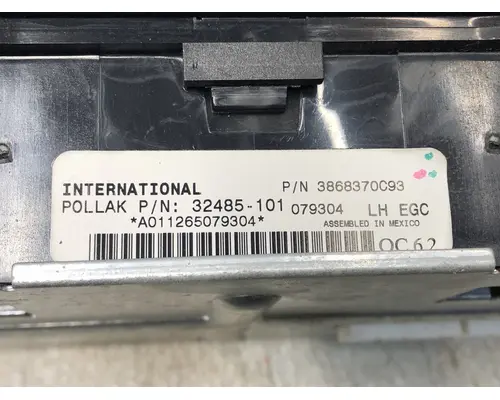 INTERNATIONAL P/N 3868370C93
POLLAK P/N: 32485-101 079304 LH EGC
*A011265079304* ASSEMBLED IN MEXICO
QC 62